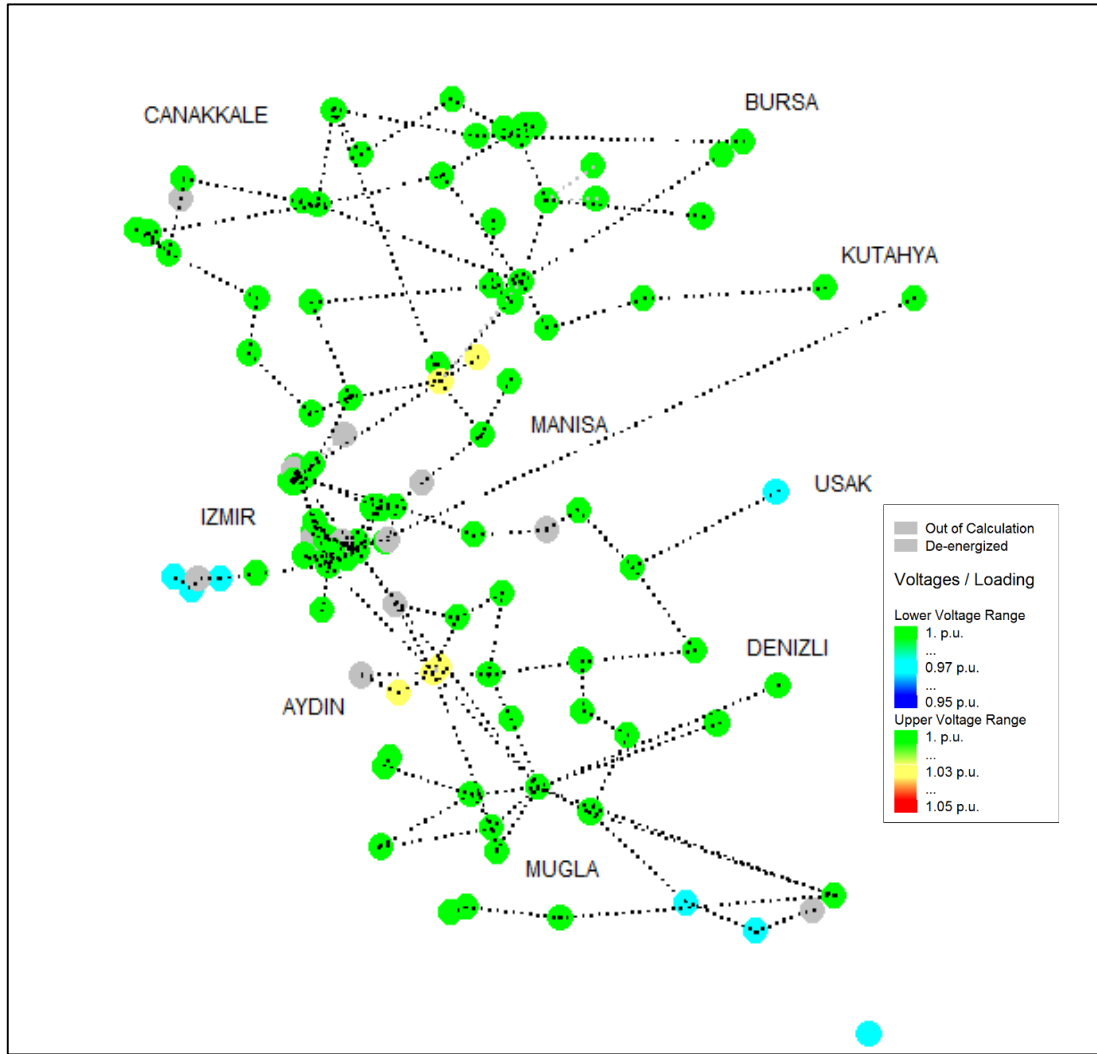 CANAKKALE
BURSA
KUTAHYA
MANISA
USAK
IZMIR
DENIZLI
AYDIN
MUGLA
Out of Calculation
De-energized
Voltages / Loading
Lower Voltage Range
1. p.u.
...
0.97 p.u.
...
0.95 p.u.
Upper Voltage Range
1. p.u.
...
1.03 p.u.
...
1.05 p.u.